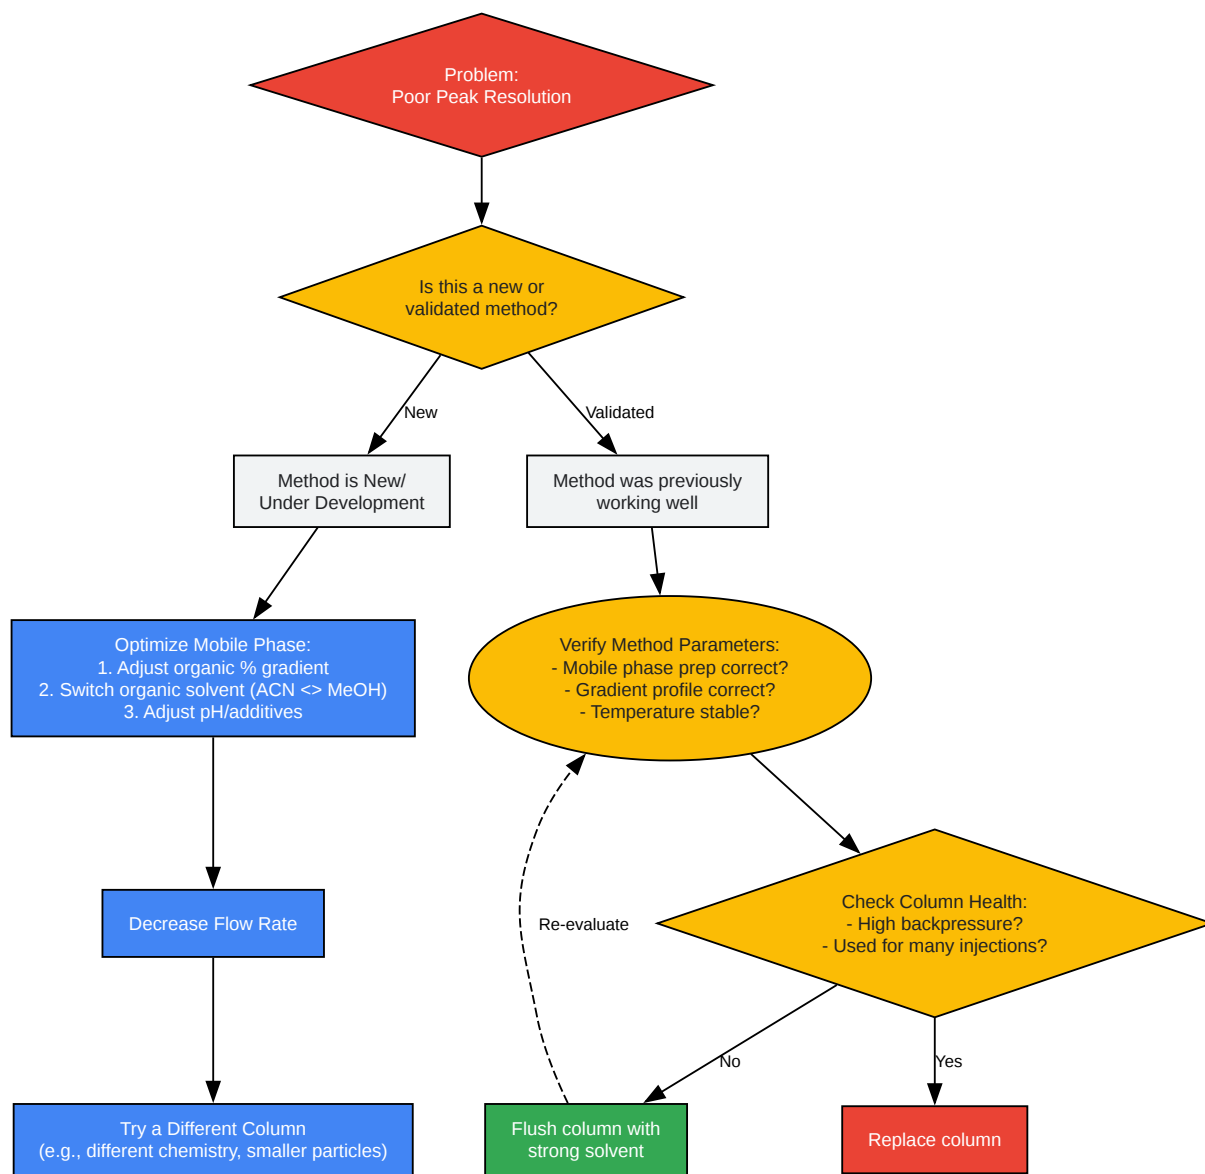 Problem:
Poor Peak Resolution
Is this a new or
validated method?
New
Validated
Method is New/
Under Development
Method was previously
working well
Optimize Mobile Phase:
1. Adjust organic % gradient
2. Switch organic solvent (ACN <> MeOH)
3. Adjust pH/additives
Verify Method Parameters:
- Mobile phase prep correct?
- Gradient profile correct?
- Temperature stable?
Decrease Flow Rate
Re-evaluate
Check Column Health:
- High backpressure?
- Used for many injections?
No
Yes
Try a Different Column
(e.g., different chemistry, smaller particles)
Flush column with
strong solvent
Replace column